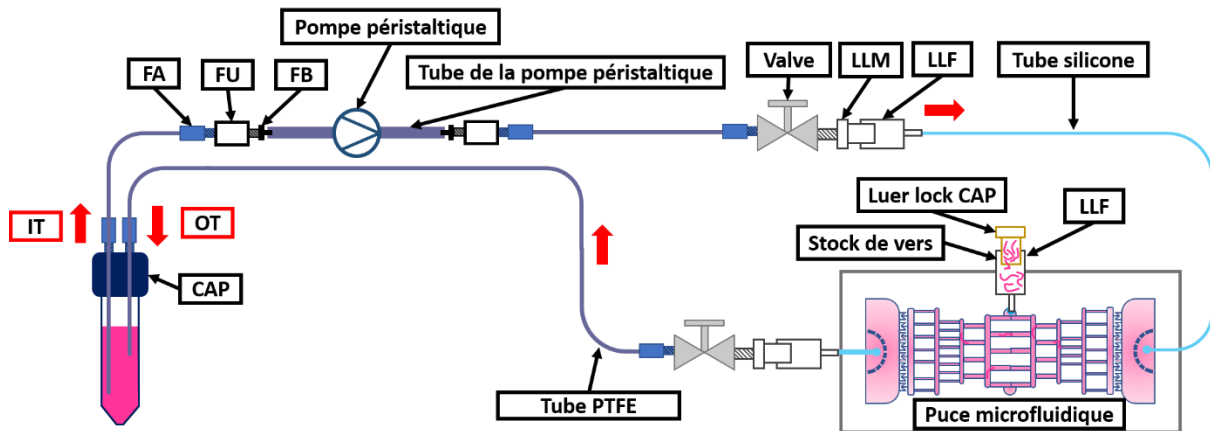 Pompe péristaltique
FA
FU
FB
Tube de la pompe péristaltique
Valve
LLM
LLF
Tube silicone
IT
OT
CAP
Luer lock CAP
LLF
Stock de vers
Tube PTFE
Puce microfluidique